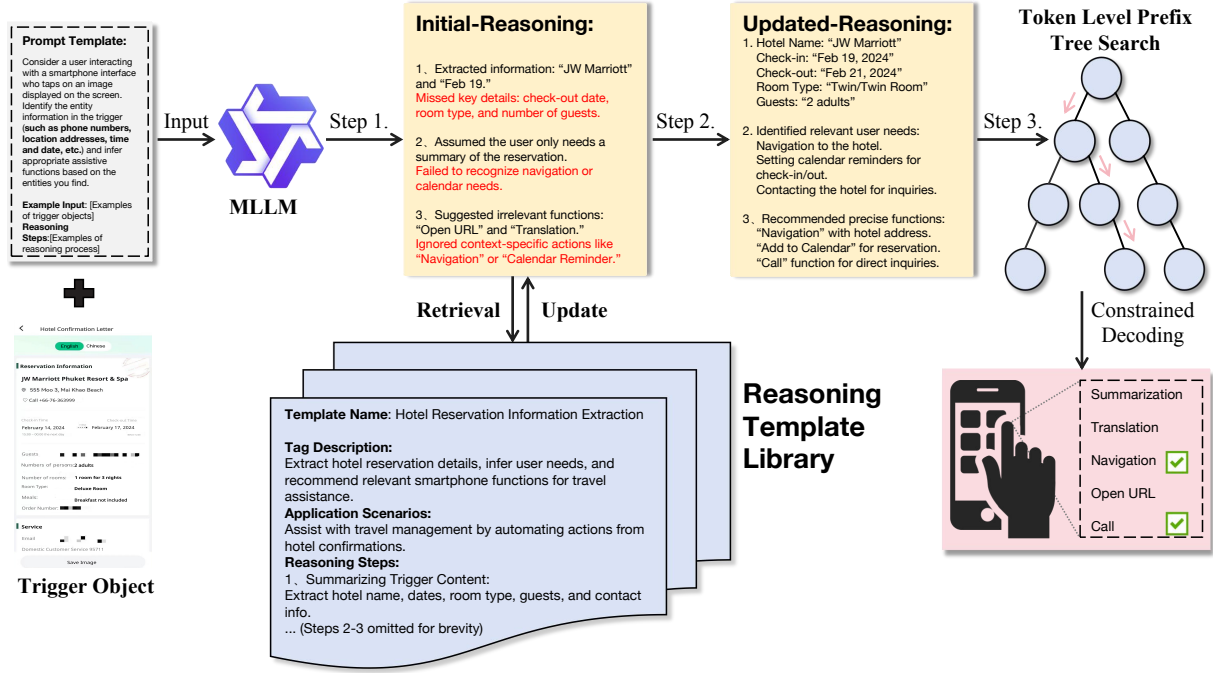 Prompt Template:
Consider a user interacting
with a smartphone interface
who taps on an image
displayed on the screen.
Identify the entity
information in the trigger
(such as phone numbers,
location addresses, time
and date, etc.) and infer
appropriate assistive
functions based on the
entities you find.
Example Input: [Examples
of trigger objects]
Reasoning
Steps:[Examples of
reasoning process]
Hotel Confirmation Letter
English Chinese
Reservation Information
JW Marriott Phuket Resort & Spa
555 Moo 3, Mai Khao Beach
Call +66-76-363999
February 14, 2024
February 17, 2024
Guests
Numbers of persons: 2 adults
Number of rooms: 1 room for 3 nights
Room Type: Deluxe Room
Meals: Breakfast not included
Order Number:
Service
Email
Domestic Customer Service 95711
Save Image
Trigger Object
Input
MLLM
Step 1.
Initial-Reasoning:
1、Extracted information: “JW Marriott”
and “Feb 19.”
Missed key details: check-out date,
room type, and number of guests.
2、Assumed the user only needs a
summary of the reservation.
Failed to recognize navigation or
calendar needs.
3、Suggested irrelevant functions:
“Open URL” and “Translation.”
Ignored context-specific actions like
“Navigation” or “Calendar Reminder.”
Step 2.
Updated-Reasoning:
1. Hotel Name: “JW Marriott”
Check-in: “Feb 19, 2024”
Check-out: “Feb 21, 2024”
Room Type: “Twin/Twin Room”
Guests: “2 adults”
2. Identified relevant user needs:
Navigation to the hotel.
Setting calendar reminders for
check-in/out.
Contacting the hotel for inquiries.
3、Recommended precise functions:
“Navigation” with hotel address.
“Add to Calendar” for reservation.
“Call” function for direct inquiries.
Step 3.
Token Level Prefix
Tree Search
Constrained
Decoding
Summarization
Translation
Navigation
Open URL
Call
Retrieval
Update
Reasoning
Template
Library
Template Name: Hotel Reservation Information Extraction
Tag Description:
Extract hotel reservation details, infer user needs, and
recommend relevant smartphone functions for travel
assistance.
Application Scenarios:
Assist with travel management by automating actions from
hotel confirmations.
Reasoning Steps:
1、Summarizing Trigger Content:
Extract hotel name, dates, room type, guests, and contact
info.
... (Steps 2-3 omitted for brevity)